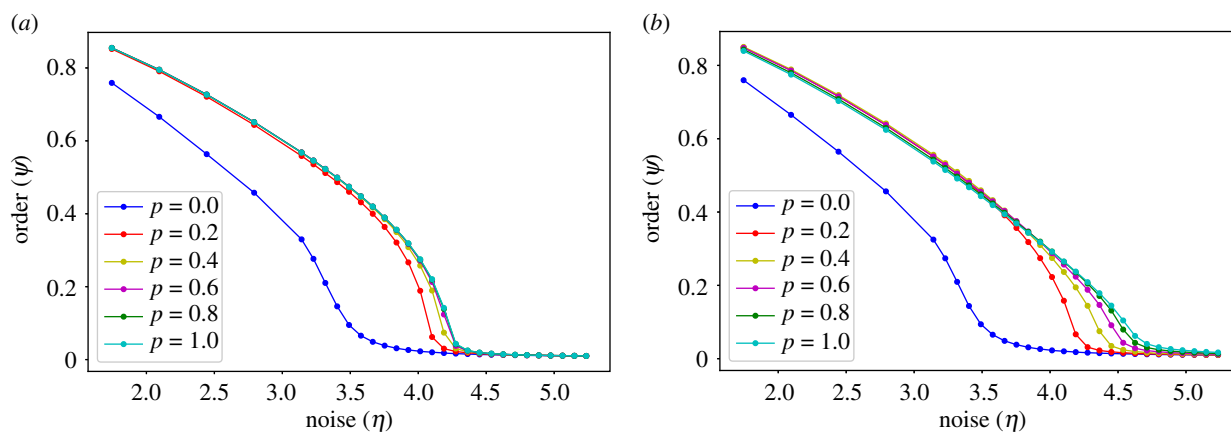 (a)
0.8
0.6
0.4
0.2
0
order (ψ)
p = 0.0
p = 0.2
p = 0.4
p = 0.6
p = 0.8
p = 1.0
2.0 2.5 3.0 3.5 4.0 4.5 5.0
noise (η)
(b)
0.8
0.6
0.4
0.2
0
order (ψ)
p = 0.0
p = 0.2
p = 0.4
p = 0.6
p = 0.8
p = 1.0
2.0 2.5 3.0 3.5 4.0 4.5 5.0
noise (η)